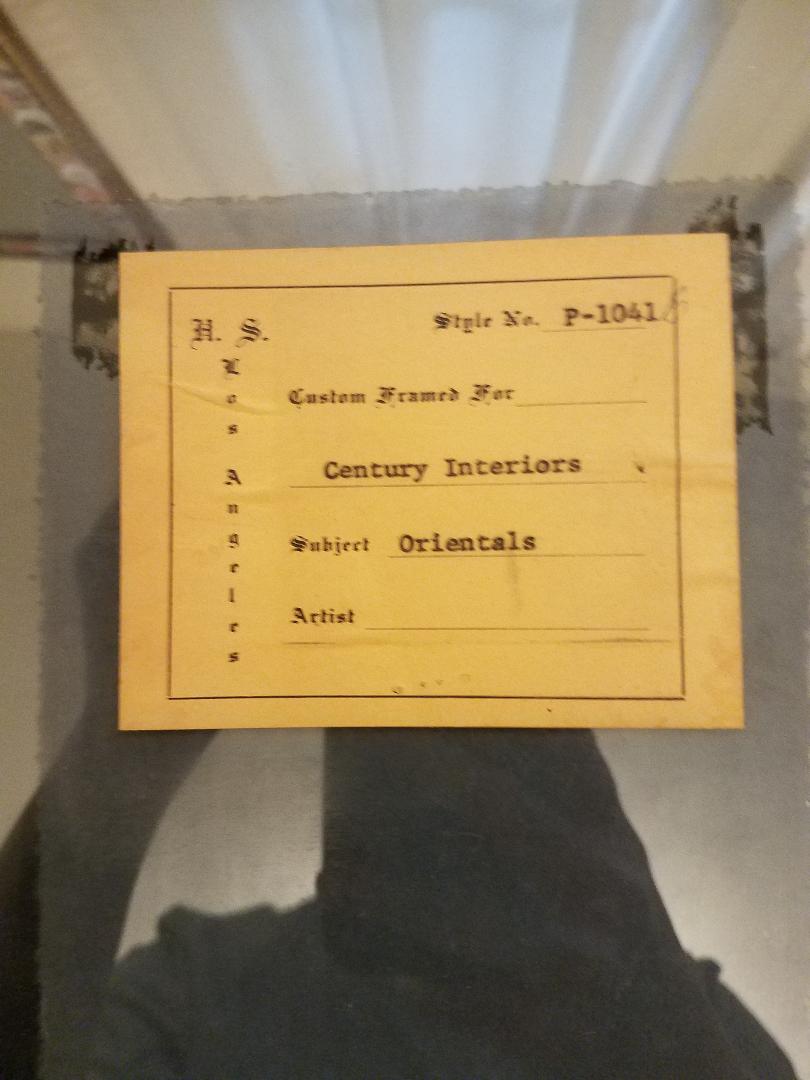 H. S.
Los Angeles
Style No. P-1041
Custom Framed For
Century Interiors
Subject Orientals
Artist